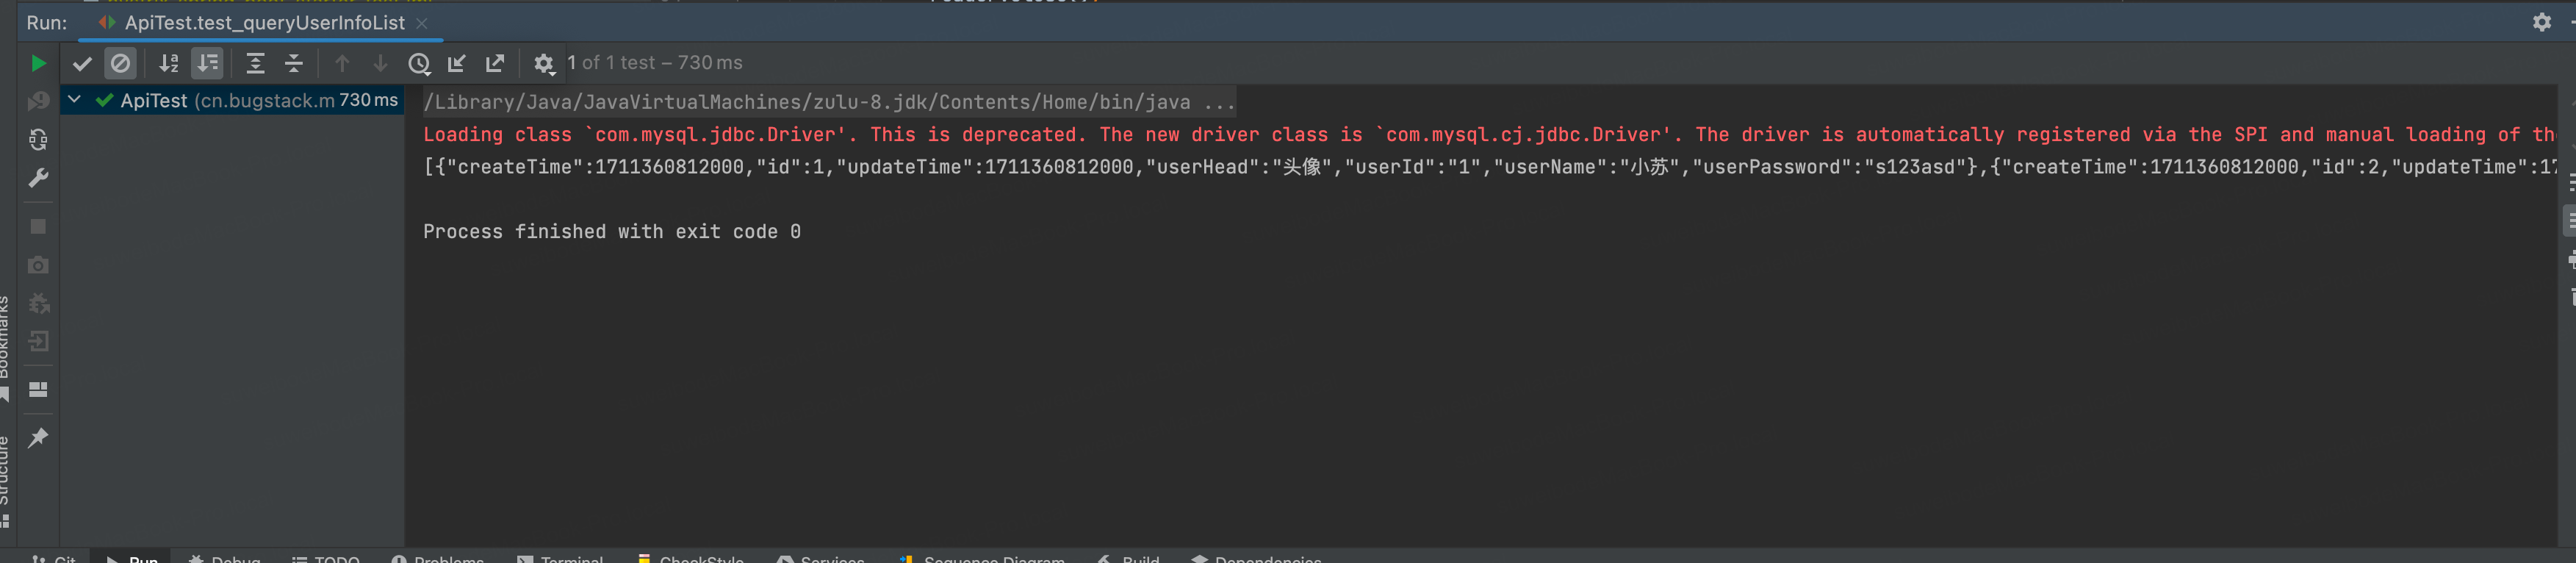 Run: ApiTest.test_queryUserInfoList
1 of 1 test – 730 ms
ApiTest (cn.bugstack.m 730 ms
/Library/Java/JavaVirtualMachines/zulu-8.jdk/Contents/Home/bin/java ...
Loading class `com.mysql.jdbc.Driver'. This is deprecated. The new driver class is `com.mysql.cj.jdbc.Driver'. The driver is automatically registered via the SPI and manual loading of the
[{"createTime":1711360812000,"id":1,"updateTime":1711360812000,"userHead":"头像","userId":"1","userName":"小苏","userPassword":"s123asd"},{"createTime":1711360812000,"id":2,"updateTime":17
Process finished with exit code 0
Bookmarks
Structure
Git Run Debug TODO Problems Terminal CheckStyle Services Sequence Diagram Build Dependencies